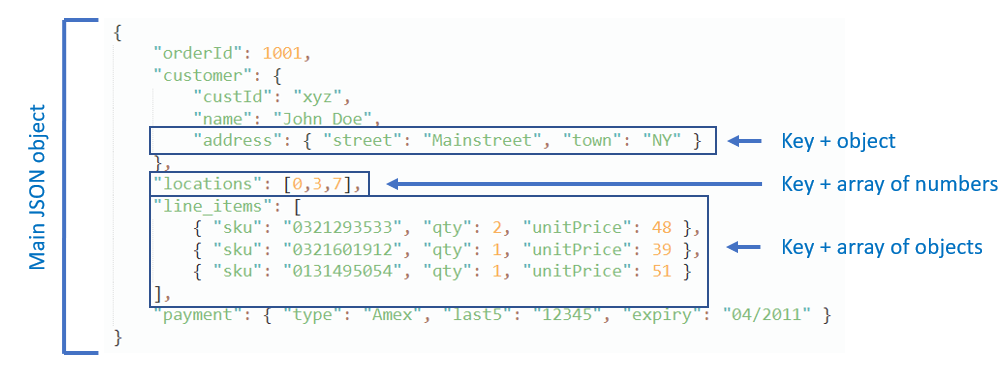 Main JSON object
{
"orderId": 1001,
"customer": {
"custId": "xyz",
"name": "John Doe",
"address": { "street": "Mainstreet", "town": "NY" }
Key + object
},
"locations": [0,3,7],
Key + array of numbers
"line_items": [
{ "sku": "0321293533", "qty": 2, "unitPrice": 48 },
{ "sku": "0321601912", "qty": 1, "unitPrice": 39 },
Key + array of objects
{ "sku": "0131495054", "qty": 1, "unitPrice": 51 }
],
"payment": { "type": "Amex", "last5": "12345", "expiry": "04/2011" }
}